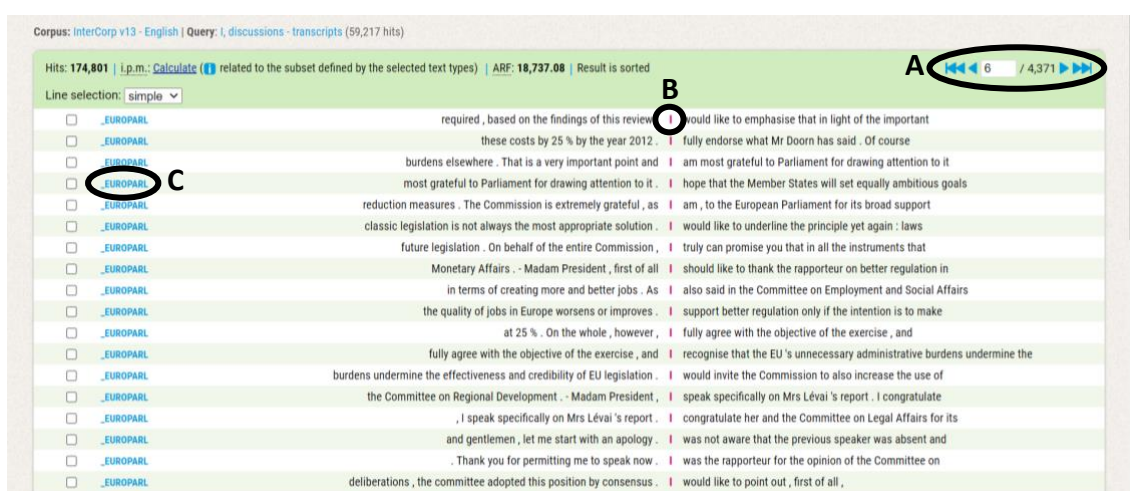 Corpus: InterCorp v13 - English | Query: I, discussions - transcripts (59,217 hits)
Hits: 174,801 | i.p.m.: Calculate (i related to the subset defined by the selected text types) | ARF: 18,737.08 | Result is sorted A 6 / 4,371
Line selection: simple B
_EUROPARL required , based on the findings of this review I would like to emphasise that in light of the important
_EUROPARL these costs by 25 % by the year 2012 . I fully endorse what Mr Doorn has said . Of course
_EUROPARL burdens elsewhere . That is a very important point and I am most grateful to Parliament for drawing attention to it
_EUROPARL C most grateful to Parliament for drawing attention to it . I hope that the Member States will set equally ambitious goals
_EUROPARL reduction measures . The Commission is extremely grateful , as I am , to the European Parliament for its broad support
_EUROPARL classic legislation is not always the most appropriate solution . I would like to underline the principle yet again : laws
_EUROPARL future legislation . On behalf of the entire Commission , I truly can promise you that in all the instruments that
_EUROPARL Monetary Affairs . - Madam President , first of all I should like to thank the rapporteur on better regulation in
_EUROPARL in terms of creating more and better jobs . As I also said in the Committee on Employment and Social Affairs
_EUROPARL the quality of jobs in Europe worsens or improves . I support better regulation only if the intention is to make
_EUROPARL at 25 % . On the whole , however , I fully agree with the objective of the exercise , and
_EUROPARL fully agree with the objective of the exercise , and I recognise that the EU 's unnecessary administrative burdens undermine the
_EUROPARL burdens undermine the effectiveness and credibility of EU legislation . I would invite the Commission to also increase the use of
_EUROPARL the Committee on Regional Development . - Madam President , I speak specifically on Mrs Lévai 's report . I congratulate
_EUROPARL , I speak specifically on Mrs Lévai 's report . I congratulate her and the Committee on Legal Affairs for its
_EUROPARL and gentlemen , let me start with an apology . I was not aware that the previous speaker was absent and
_EUROPARL . Thank you for permitting me to speak now . I was the rapporteur for the opinion of the Committee on
_EUROPARL deliberations , the committee adopted this position by consensus . I would like to point out , first of all ,